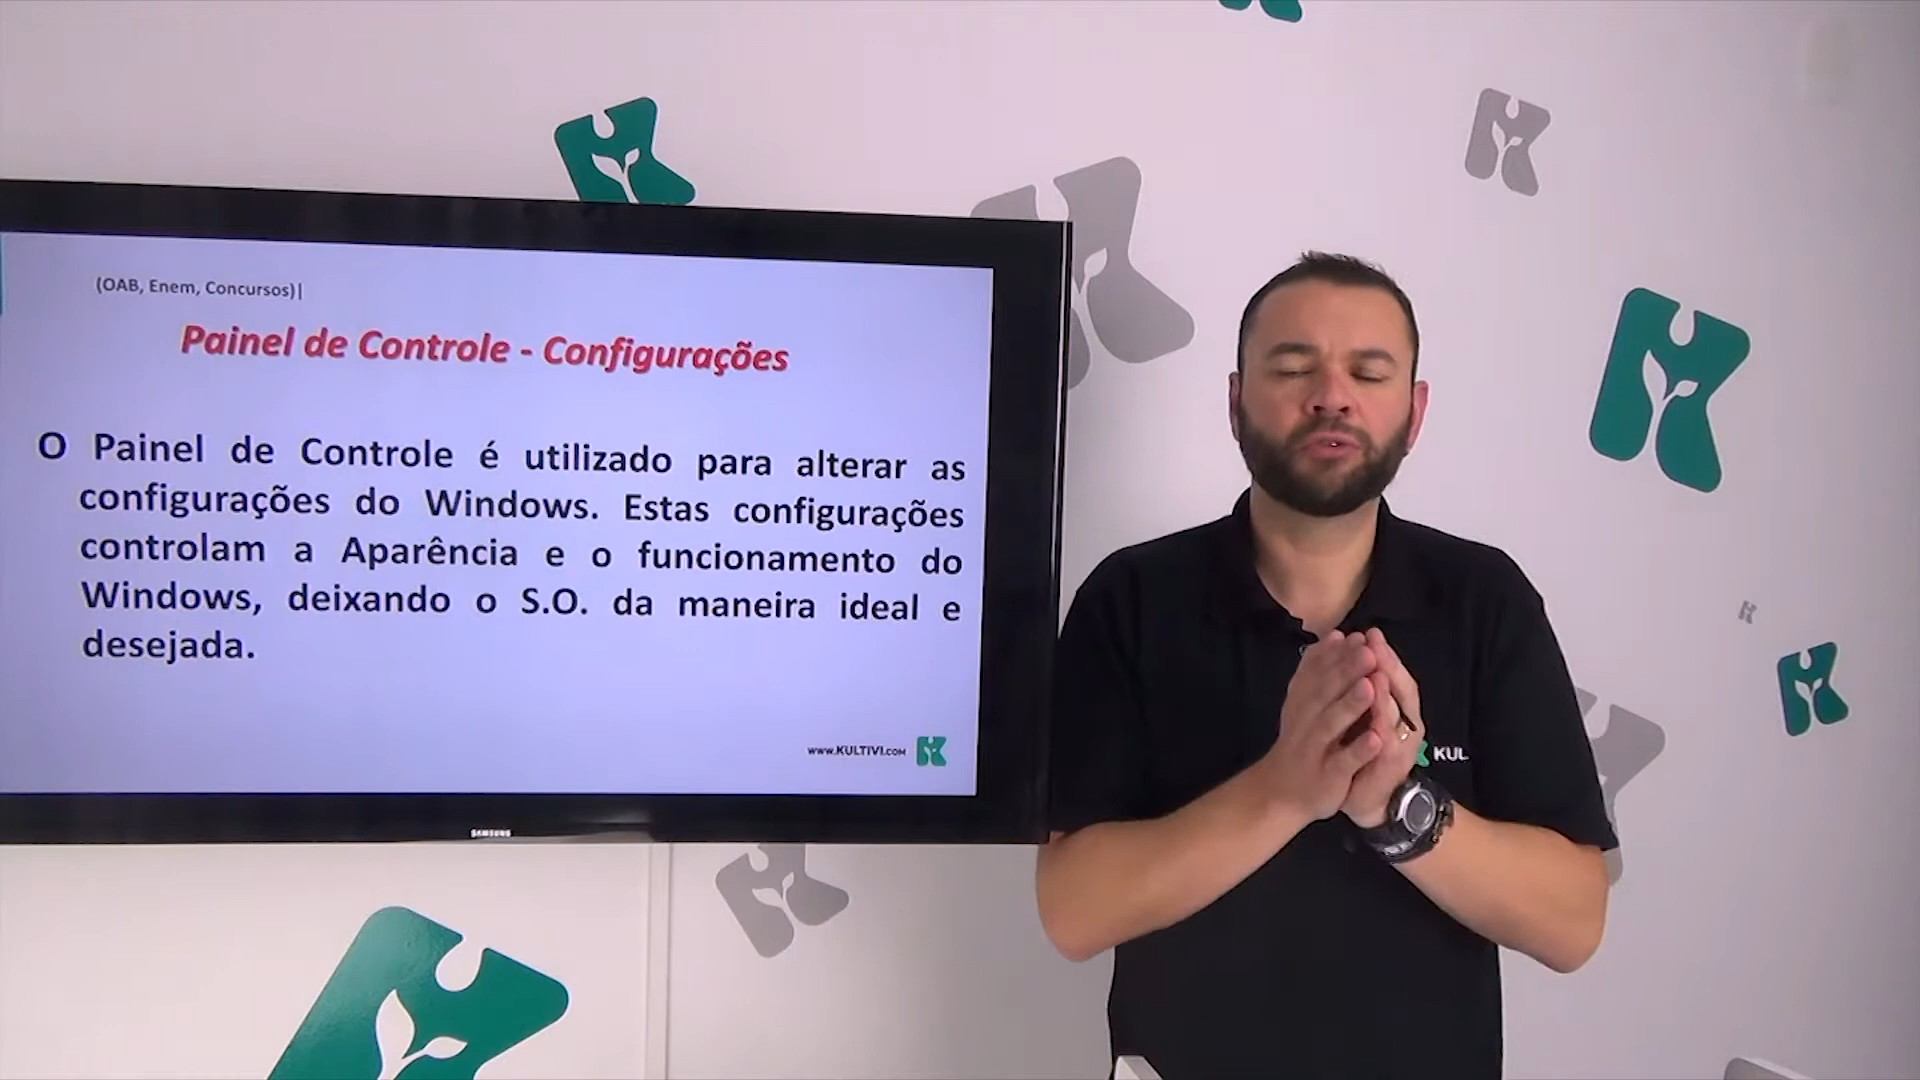 (OAB, Enem, Concursos)|
Painel de Controle - Configurações
O Painel de Controle é utilizado para alterar as
configurações do Windows. Estas configurações
controlam a Aparência e o funcionamento do
Windows, deixando o S.O. da maneira ideal e
desejada.
www.KULTIVI.COM
SAMSUNG
KUL